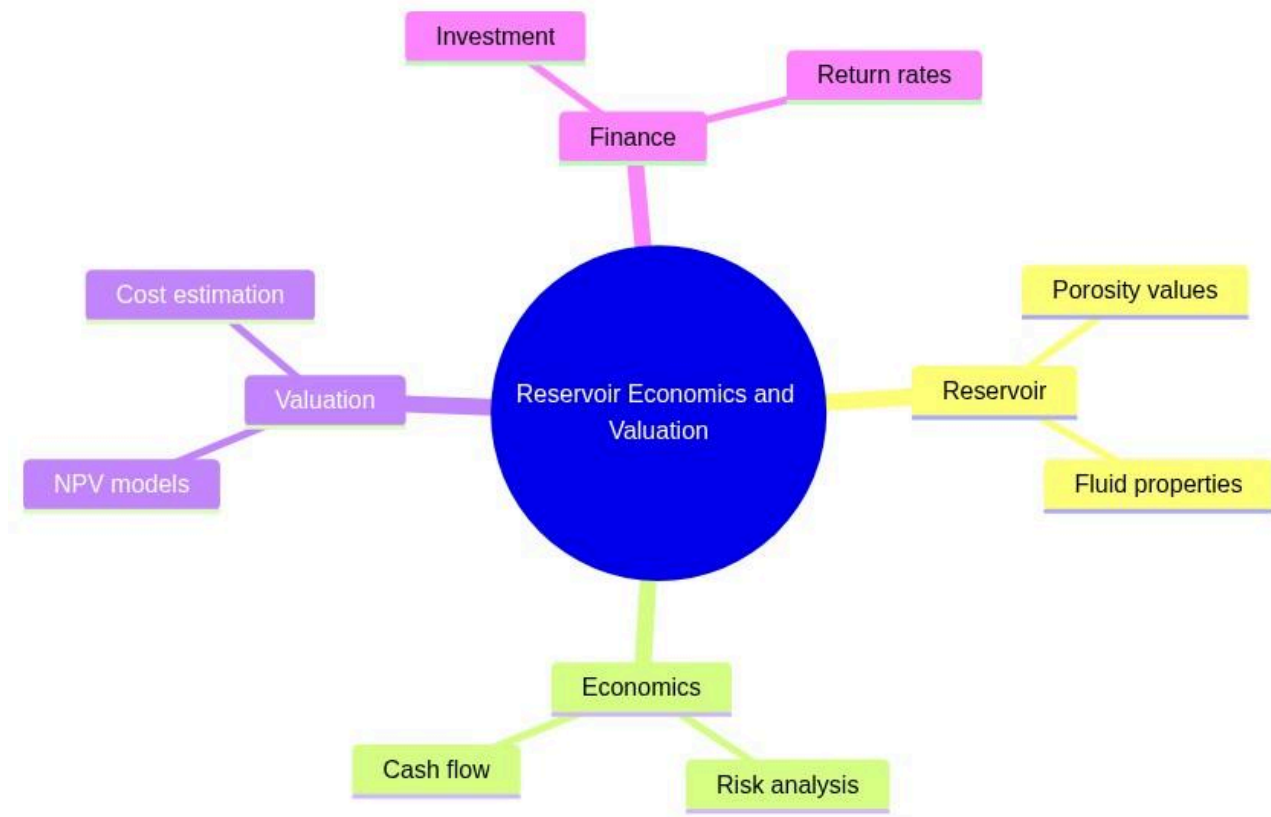 Investment
Return rates
Finance
Cost estimation
Porosity values
Valuation
Reservoir Economics and
Valuation
Reservoir
NPV models
Fluid properties
Economics
Cash flow
Risk analysis